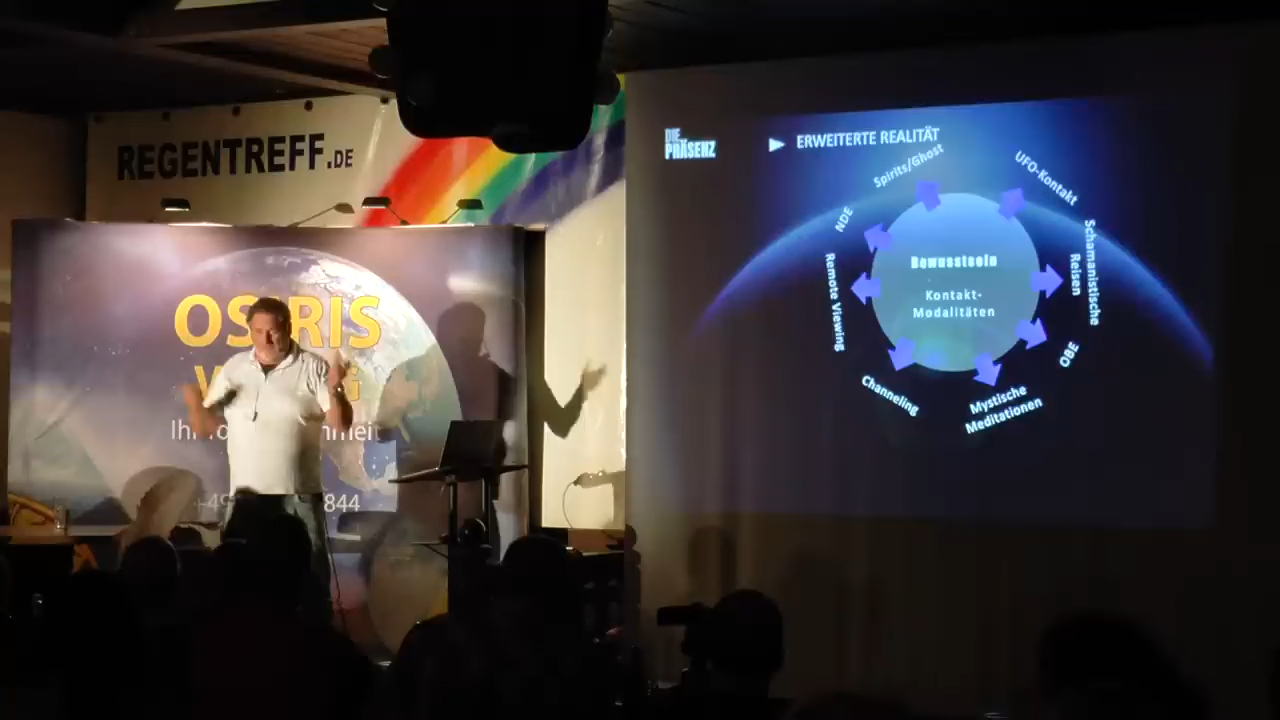 REGENTREFF.DE
OSIRIS
844
DIE
PRÄSENZ
ERWEITERTE REALITÄT
Spirits/Ghost
UFO-Kontakt
NDE
Schamanistische
Reisen
Bewusstsein
Kontakt-
Modalitäten
Remote Viewing
OBE
Channeling
Mystische
Meditationen